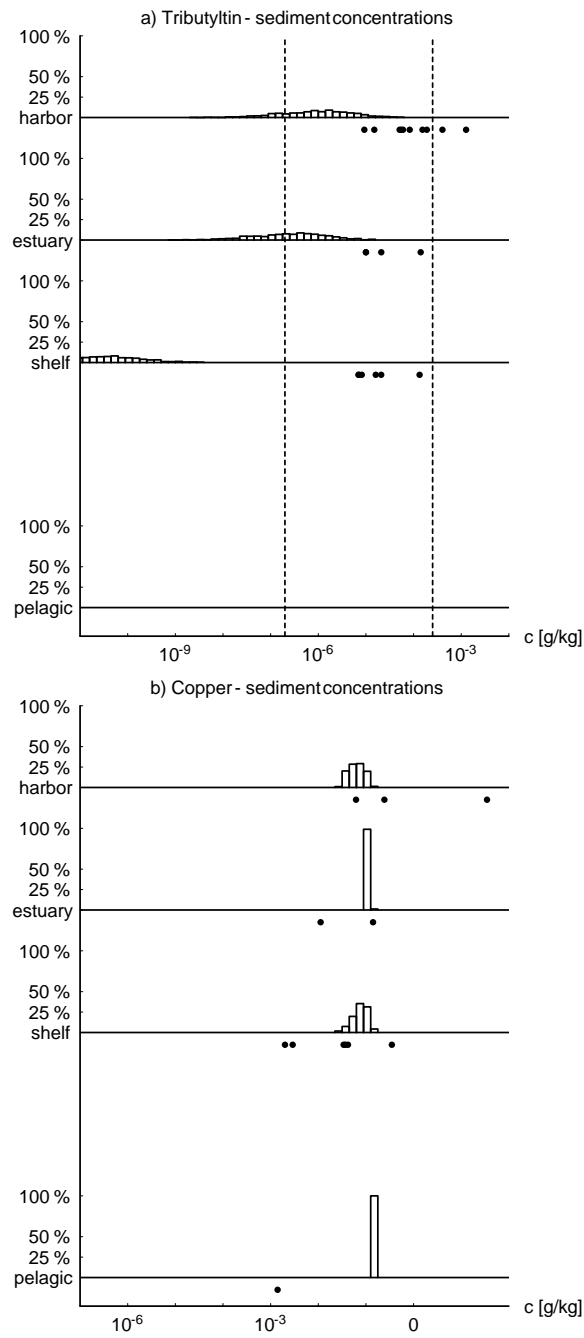 a) Tributyltin - sediment concentrations
100 %
50 %
25 %
harbor
100 %
50 %
25 %
estuary
100 %
50 %
25 %
shelf
100 %
50 %
25 %
pelagic
c [g/kg]
10-9 10-6 10-3
b) Copper - sediment concentrations
100 %
50 %
25 %
harbor
100 %
50 %
25 %
estuary
100 %
50 %
25 %
shelf
100 %
50 %
25 %
pelagic
c [g/kg]
10-6 10-3 0